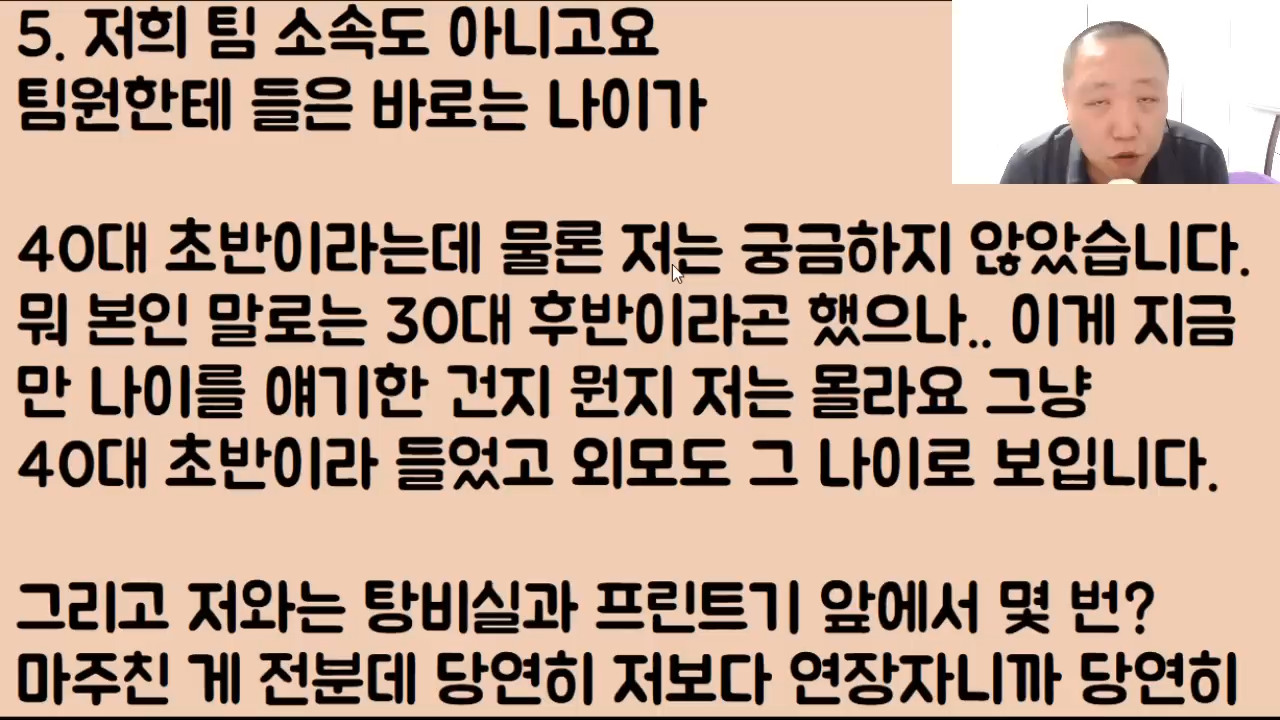 5. 저희 팀 소속도 아니고요
팀원한테 들은 바로는 나이가
40대 초반이라는데 물론 저는 궁금하지 않았습니다.
뭐 본인 말로는 30대 후반이라곤 했으나.. 이게 지금
만 나이를 얘기한 건지 뭔지 저는 몰라요 그냥
40대 초반이라 들었고 외모도 그 나이로 보입니다.
그리고 저와는 탕비실과 프린트기 앞에서 몇 번?
마주친 게 전분데 당연히 저보다 연장자니까 당연히